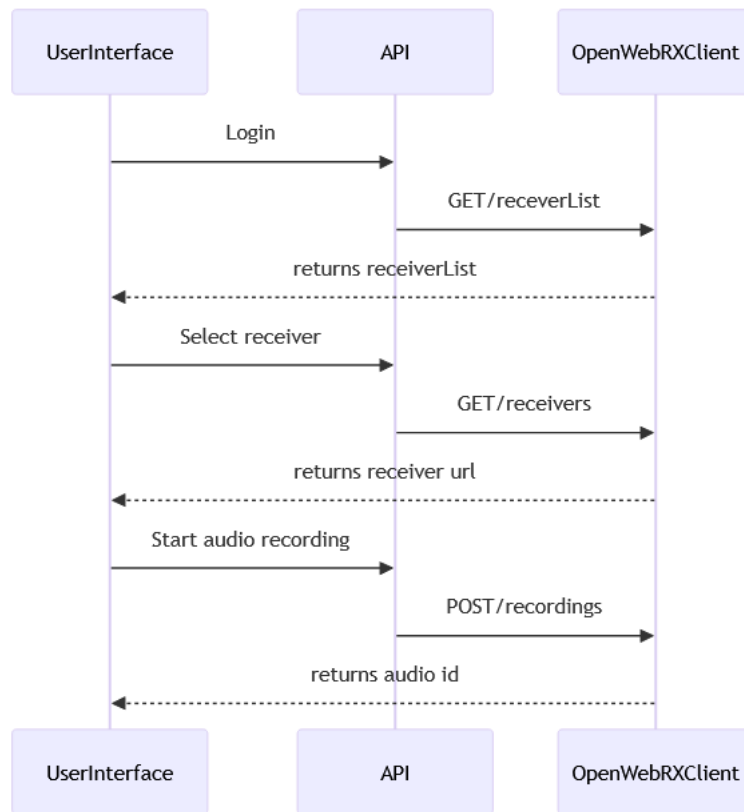 UserInterface API OpenWebRXClient
Login
GET/receverList
returns receiverList
Select receiver
GET/receivers
returns receiver url
Start audio recording
POST/recordings
returns audio id
UserInterface API OpenWebRXClient